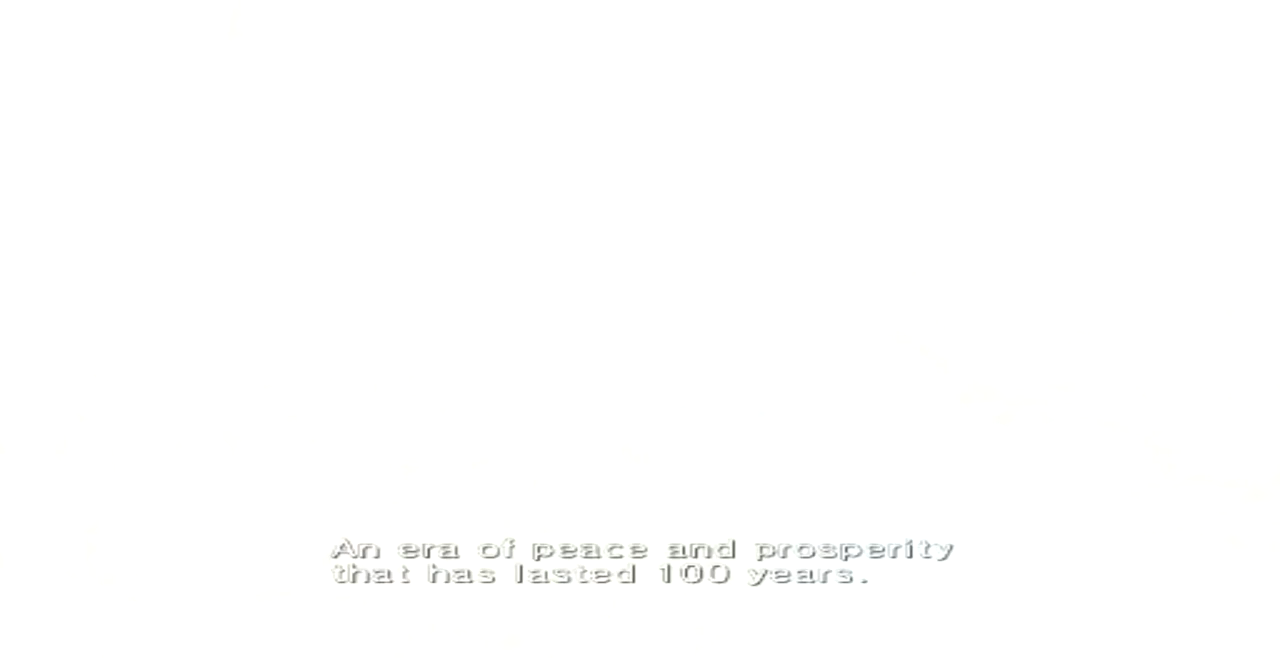 An era of peace and prosperity
that has lasted 100 years.